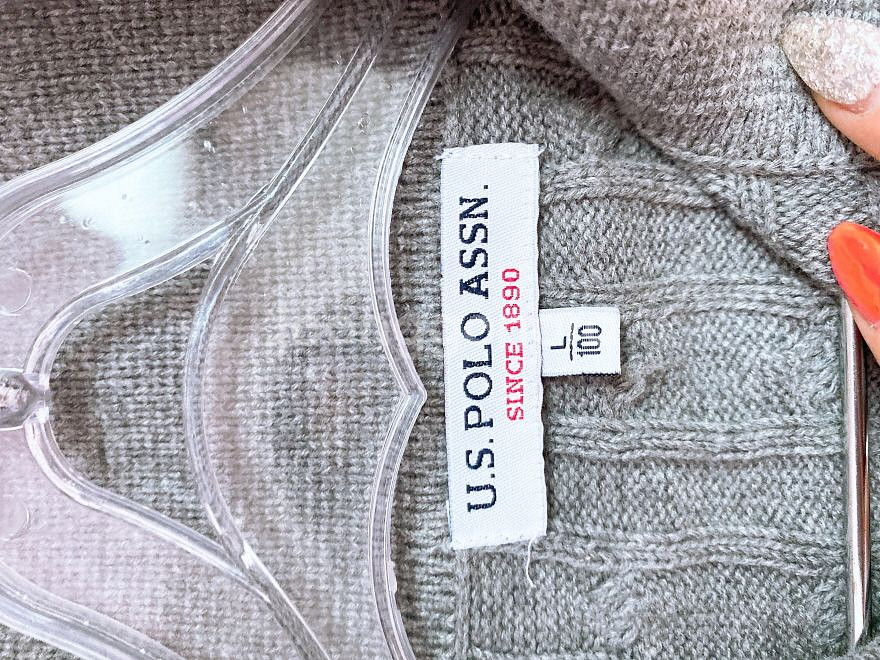 U.S. POLO ASSN.
SINCE 1890
L
100